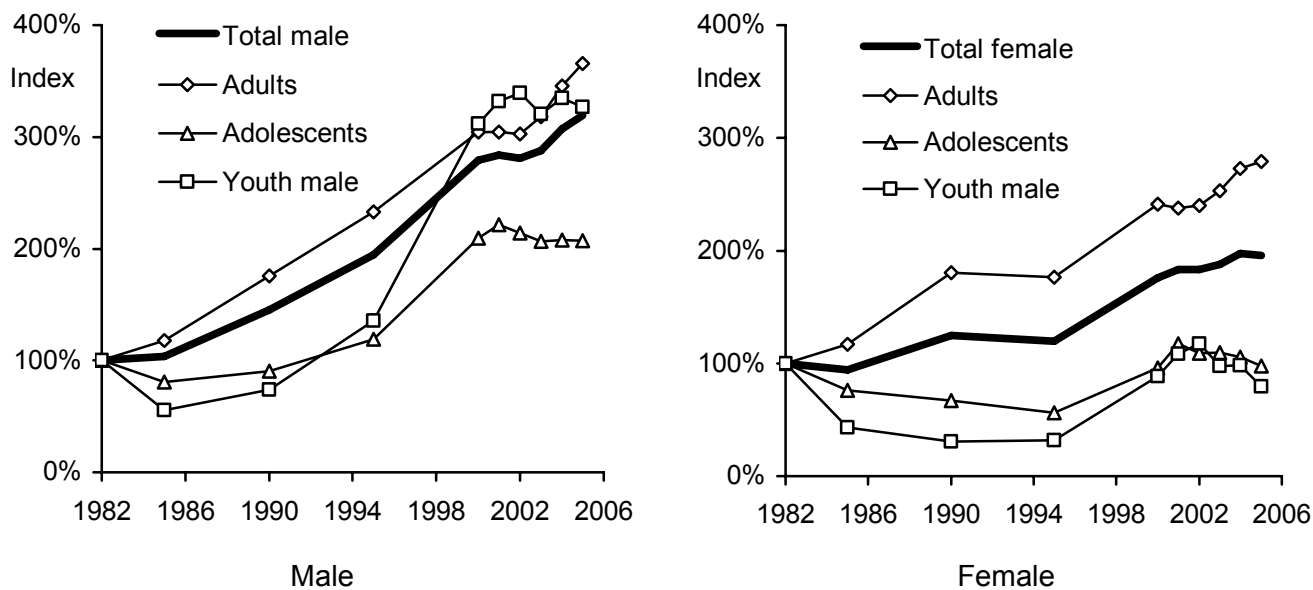 400%
300%
200%
100%
0%
Index
Total male
Adults
Adolescents
Youth male
1982 1986 1990 1994 1998 2002 2006
Male
400%
300%
200%
100%
0%
Index
Total female
Adults
Adolescents
Youth male
1982 1986 1990 1994 1998 2002 2006
Female